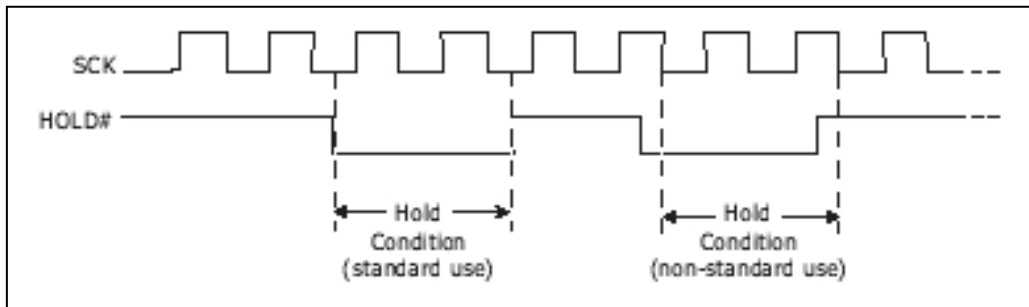 SCK
HOLD#
Hold
Condition
(standard use)
Hold
Condition
(non-standard use)